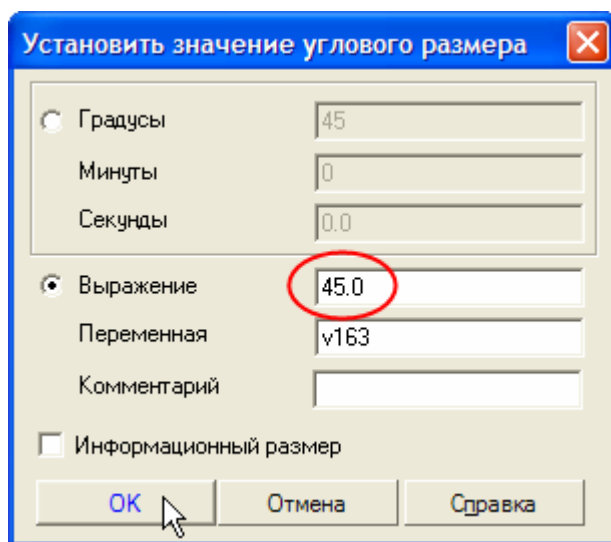 Установить значение углового размера
Градусы 45
Минуты 0
Секунды 0.0
Выражение 45.0
Переменная v163
Комментарий
Информационный размер
OK Отмена Справка